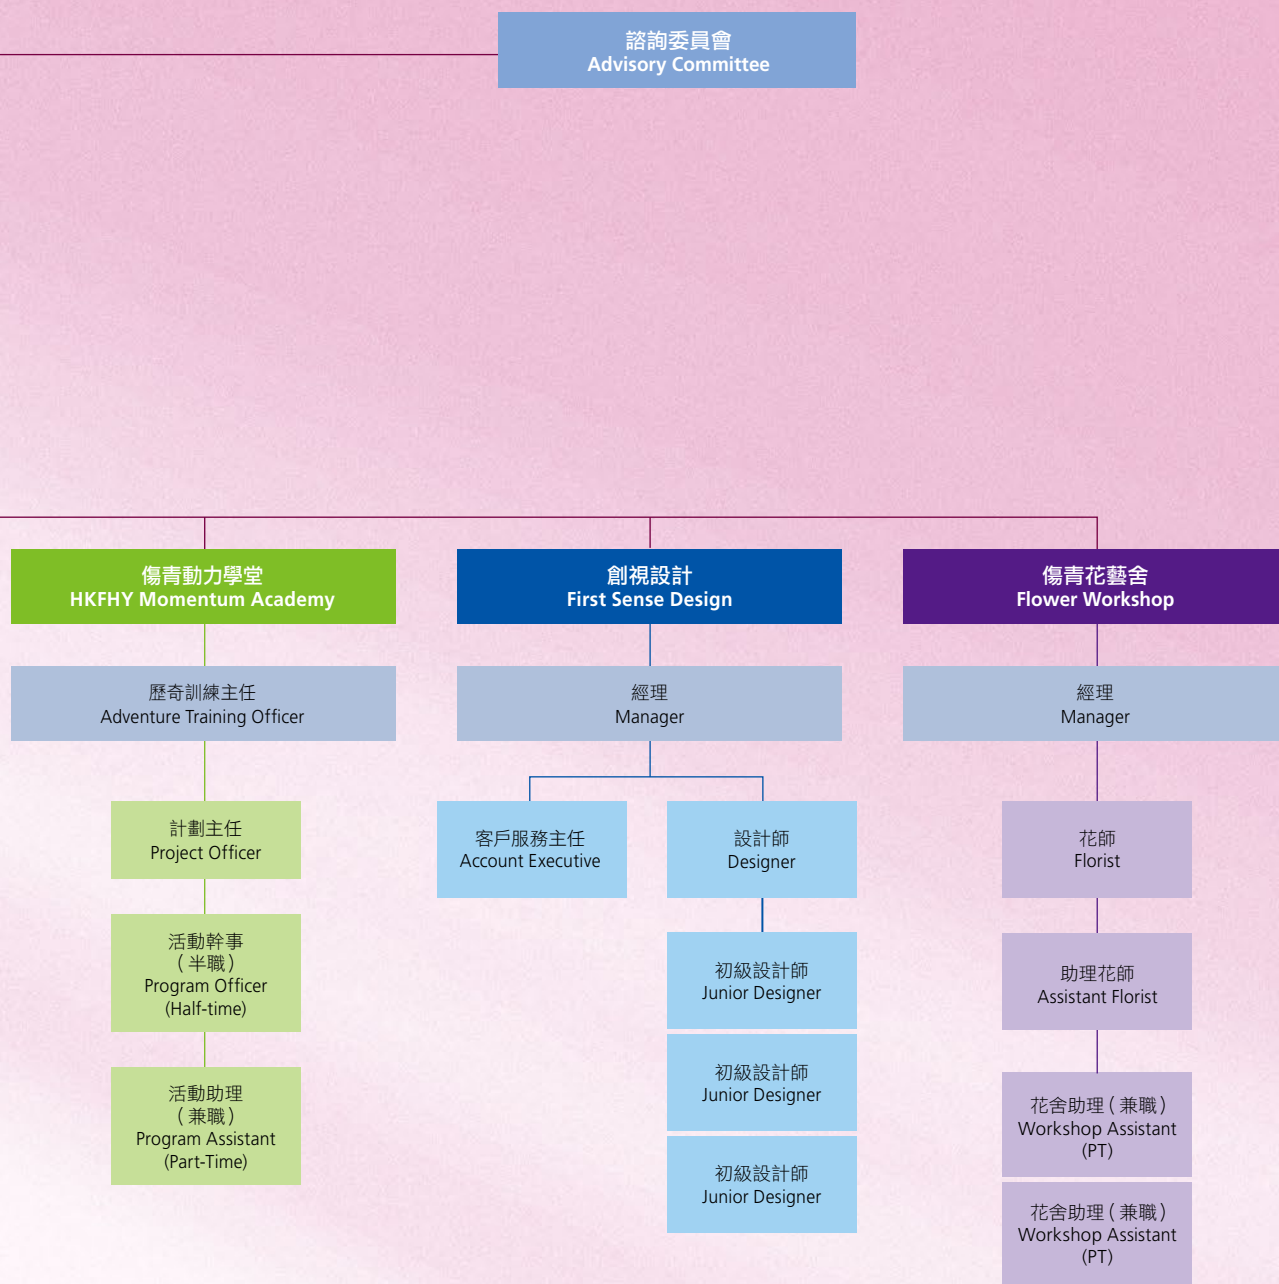 諮詢委員會
Advisory Committee
傷青動力學堂
HKFHY Momentum Academy
歷奇訓練主任
Adventure Training Officer
計劃主任
Project Officer
活動幹事
（半職）
Program Officer
(Half-time)
活動助理
（兼職）
Program Assistant
(Part-Time)
創視設計
First Sense Design
經理
Manager
客戶服務主任
Account Executive
設計師
Designer
初級設計師
Junior Designer
初級設計師
Junior Designer
初級設計師
Junior Designer
傷青花藝舍
Flower Workshop
經理
Manager
花師
Florist
助理花師
Assistant Florist
花舍助理（兼職）
Workshop Assistant
(PT)
花舍助理（兼職）
Workshop Assistant
(PT)